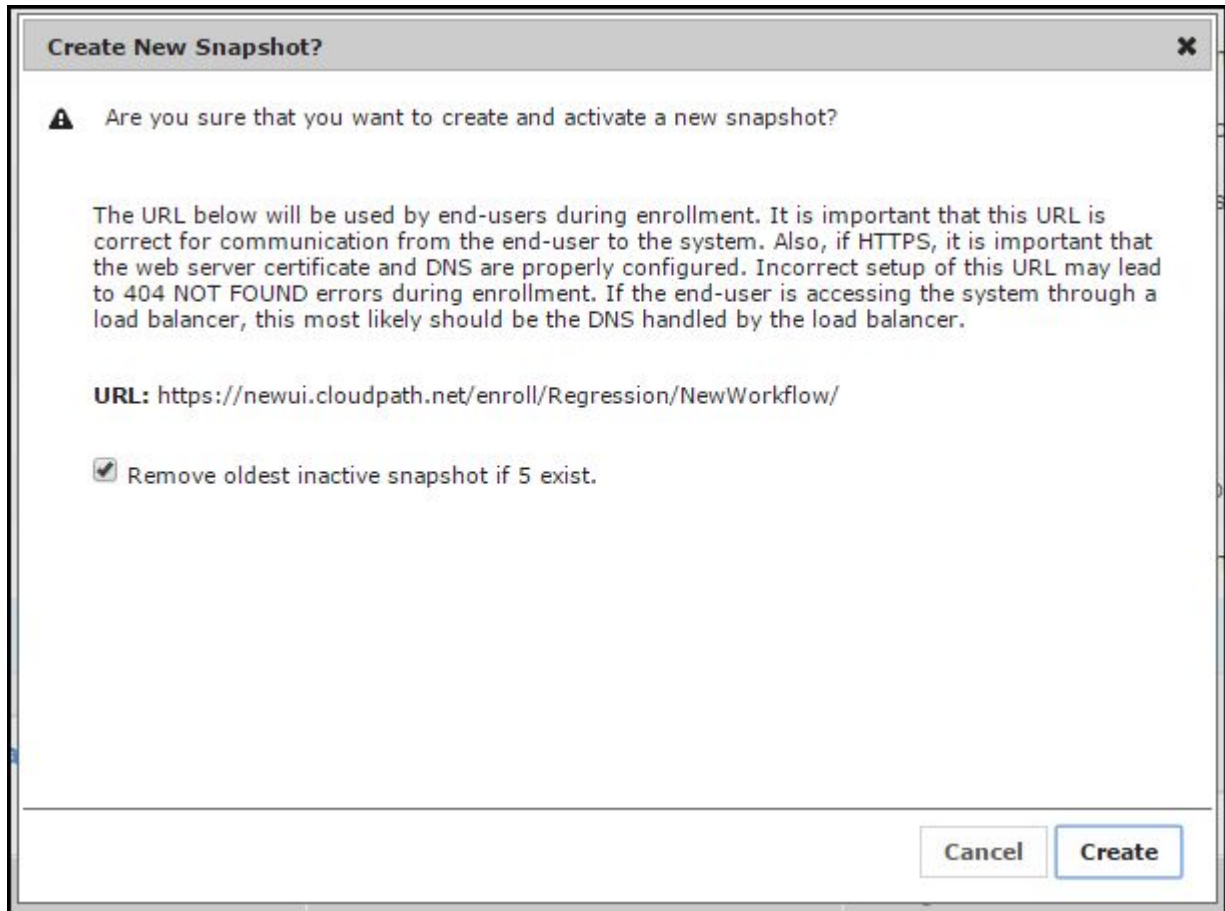 Create New Snapshot?
Are you sure that you want to create and activate a new snapshot?
The URL below will be used by end-users during enrollment. It is important that this URL is
correct for communication from the end-user to the system. Also, if HTTPS, it is important that
the web server certificate and DNS are properly configured. Incorrect setup of this URL may lead
to 404 NOT FOUND errors during enrollment. If the end-user is accessing the system through a
load balancer, this most likely should be the DNS handled by the load balancer.
URL: https://newui.cloudpath.net/enroll/Regression/NewWorkflow/
Remove oldest inactive snapshot if 5 exist.
Cancel Create